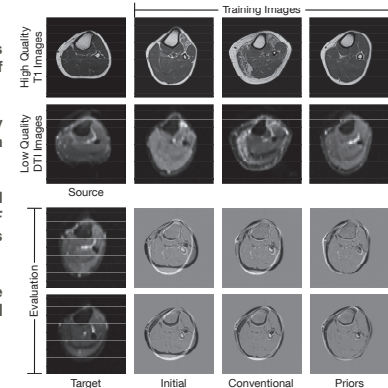 Training Images
High Quality
T1 Images
Low Quality
DTI Images
Source
Evaluation
Target
Initial
Conventional
Priors